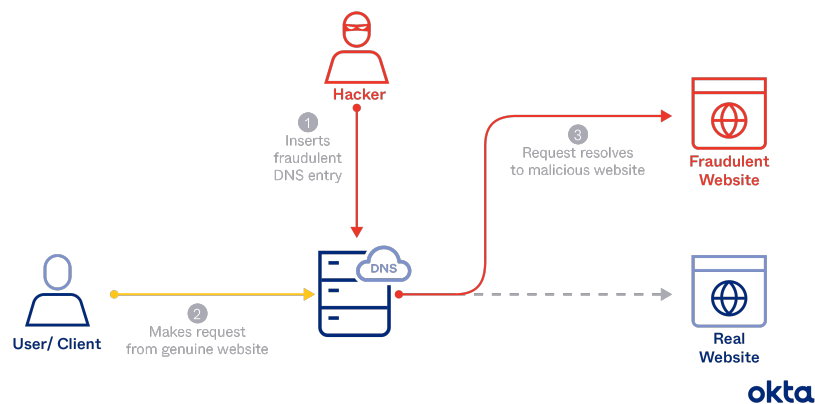 Hacker
1
Inserts
fraudulent
DNS entry
3
Request resolves
to malicious website
Fraudulent
Website
DNS
User/ Client
2
Makes request
from genuine website
Real
Website
okta